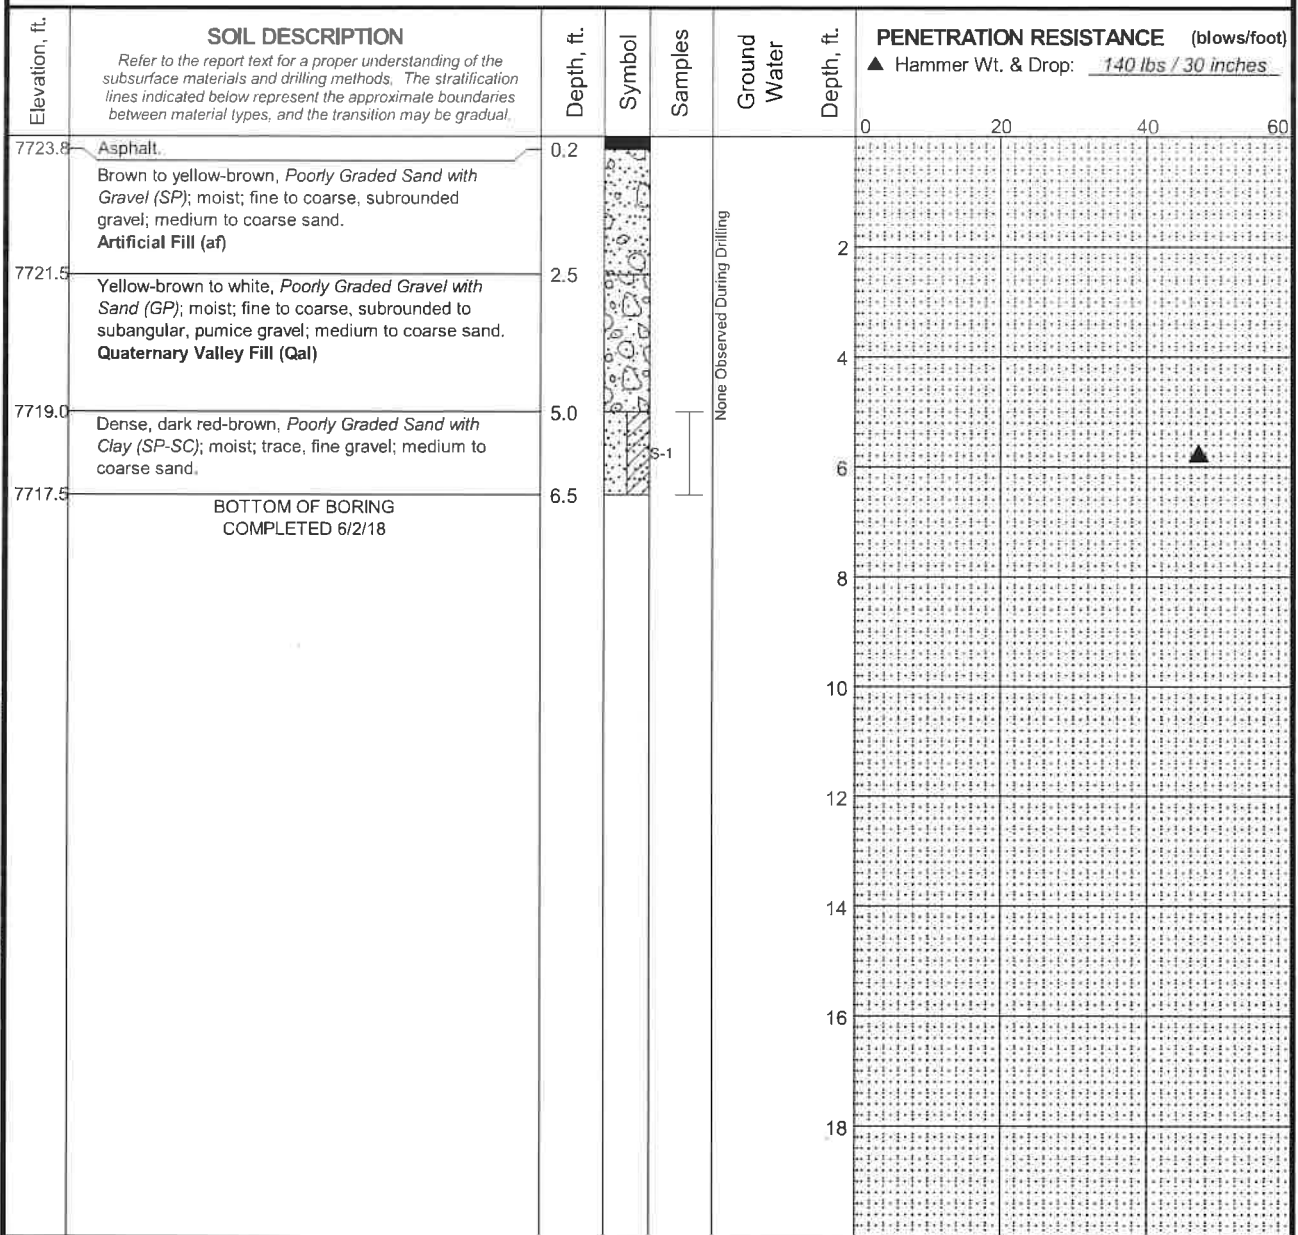 Elevation, ft.
SOIL DESCRIPTION
Refer to the report text for a proper understanding of the
subsurface materials and drilling methods. The stratification
lines indicated below represent the approximate boundaries
between material types, and the transition may be gradual.
Depth, ft.
Symbol
Samples
Ground
Water
Depth, ft.
PENETRATION RESISTANCE (blows/foot)
▲ Hammer Wt. & Drop: 140 lbs / 30 inches
0 20 40 60
7723.8 Asphalt. 0.2
Brown to yellow-brown, Poorly Graded Sand with
Gravel (SP); moist; fine to coarse, subrounded
gravel; medium to coarse sand.
Artificial Fill (af)
7721.5 2.5
Yellow-brown to white, Poorly Graded Gravel with
Sand (GP); moist; fine to coarse, subrounded to
subangular, pumice gravel; medium to coarse sand.
Quaternary Valley Fill (Qal)
7719.0 5.0
Dense, dark red-brown, Poorly Graded Sand with
Clay (SP-SC); moist; trace, fine gravel; medium to
coarse sand.
S-1
7717.5 6.5
BOTTOM OF BORING
COMPLETED 6/2/18
None Observed During Drilling
2
4
6
8
10
12
14
16
18